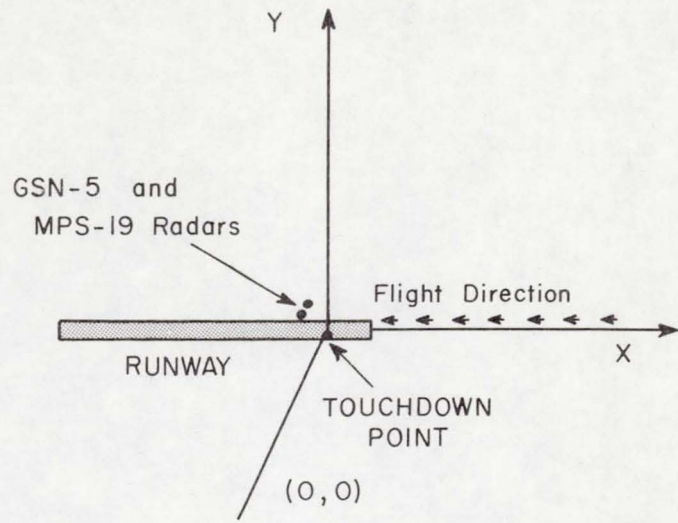 Y
GSN-5 and
MPS-19 Radars
Flight Direction
X
RUNWAY
TOUCHDOWN
POINT
(0,0)